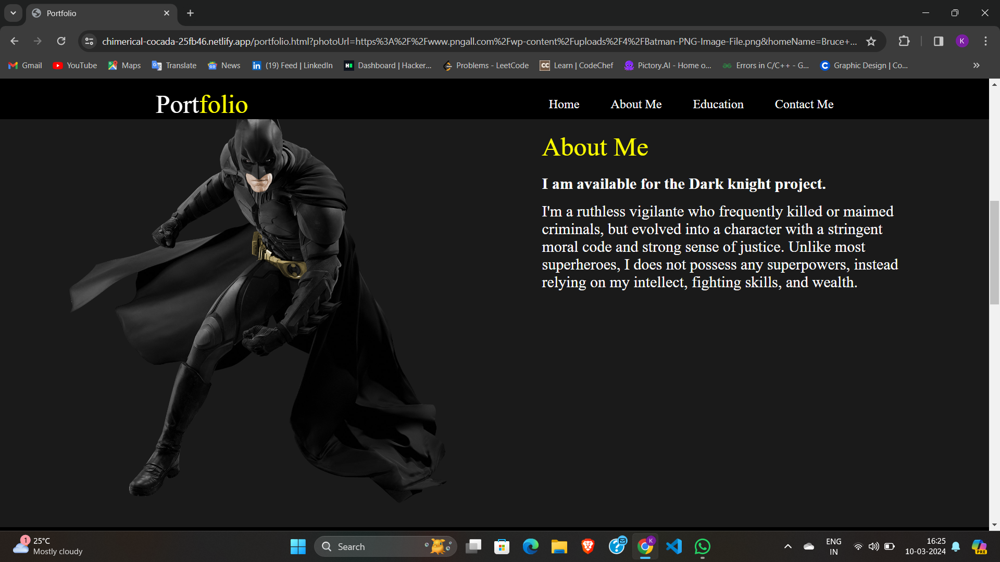 Portfolio
chimerical-cocada-25fb46.netlify.app/portfolio.html?photoUrl=https%3A%2F%2Fwww.pngall.com%2Fwp-content%2Fuploads%2F4%2FBatman-PNG-Image-File.png&homeName=Bruce+...
K
Gmail YouTube Maps Translate News (19) Feed | LinkedIn Dashboard | Hacker... Problems - LeetCode Learn | CodeChef Pictory.AI - Home o... Errors in C/C++ - G... Graphic Design | Co...
Portfolio Home About Me Education Contact Me
About Me
I am available for the Dark knight project.
I'm a ruthless vigilante who frequently killed or maimed
criminals, but evolved into a character with a stringent
moral code and strong sense of justice. Unlike most
superheroes, I does not possess any superpowers, instead
relying on my intellect, fighting skills, and wealth.
1
25°C
Mostly cloudy
Search
K
ENG
IN
16:25
10-03-2024
PRE